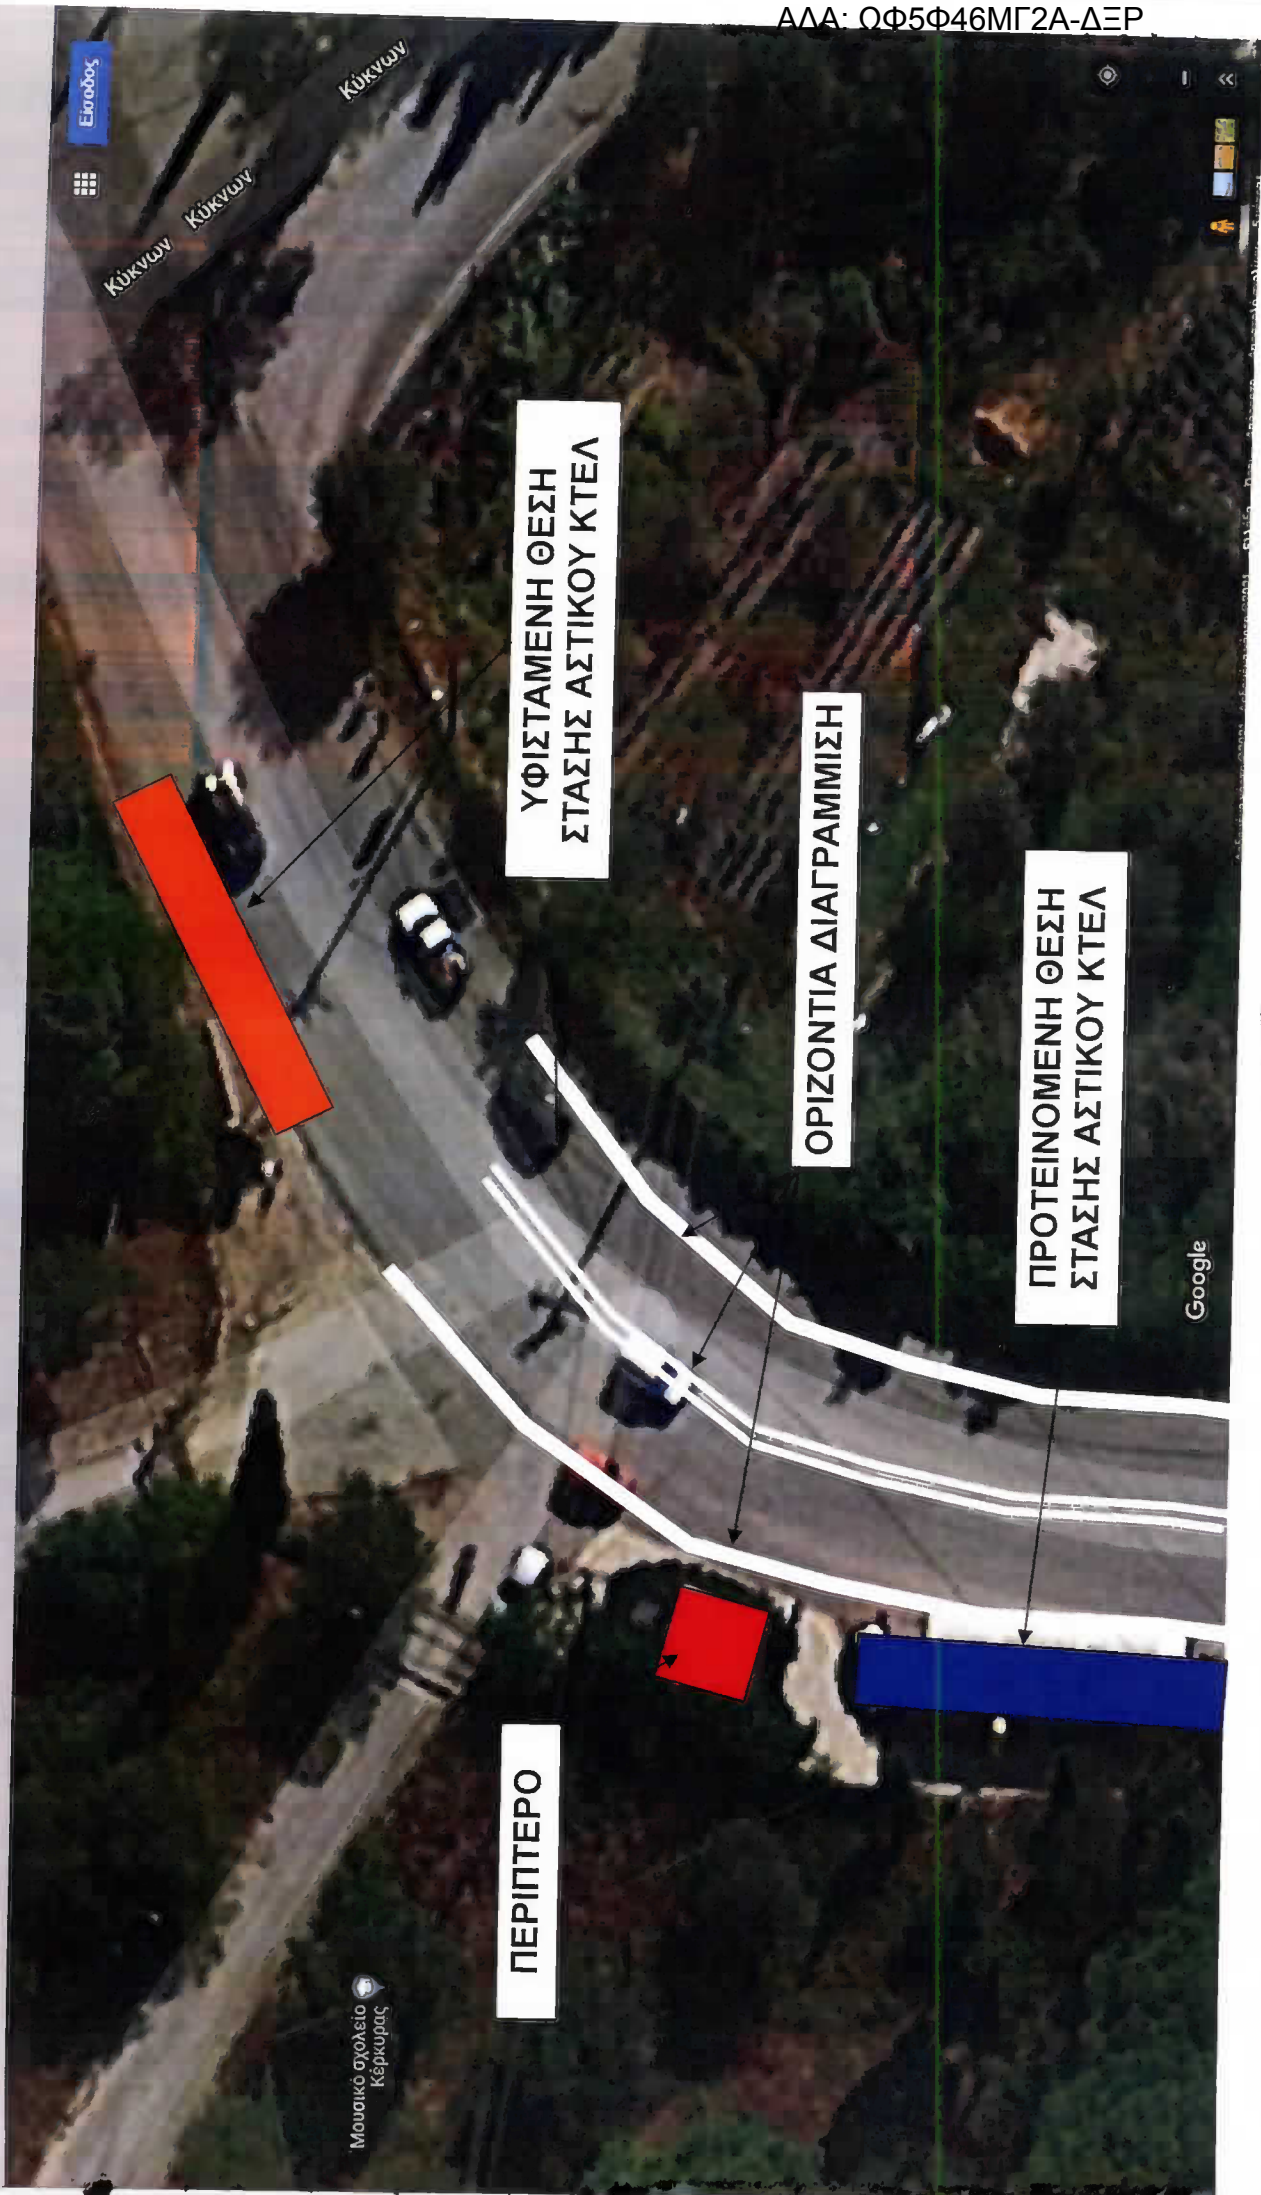 ΑΔΑ: ΩΦ5Φ46ΜΓ2Α-ΔΞΡ
Είσοδος
Κύκνων
Κύκνων
Κύκνων
ΥΦΙΣΤΑΜΕΝΗ ΘΕΣΗ
ΣΤΑΣΗΣ ΑΣΤΙΚΟΥ ΚΤΕΛ
ΟΡΙΖΟΝΤΙΑ ΔΙΑΓΡΑΜΜΙΣΗ
ΠΡΟΤΕΙΝΟΜΕΝΗ ΘΕΣΗ
ΣΤΑΣΗΣ ΑΣΤΙΚΟΥ ΚΤΕΛ
Google
ΠΕΡΙΠΤΕΡΟ
Μουσικό σχολείο
Κέρκυρας